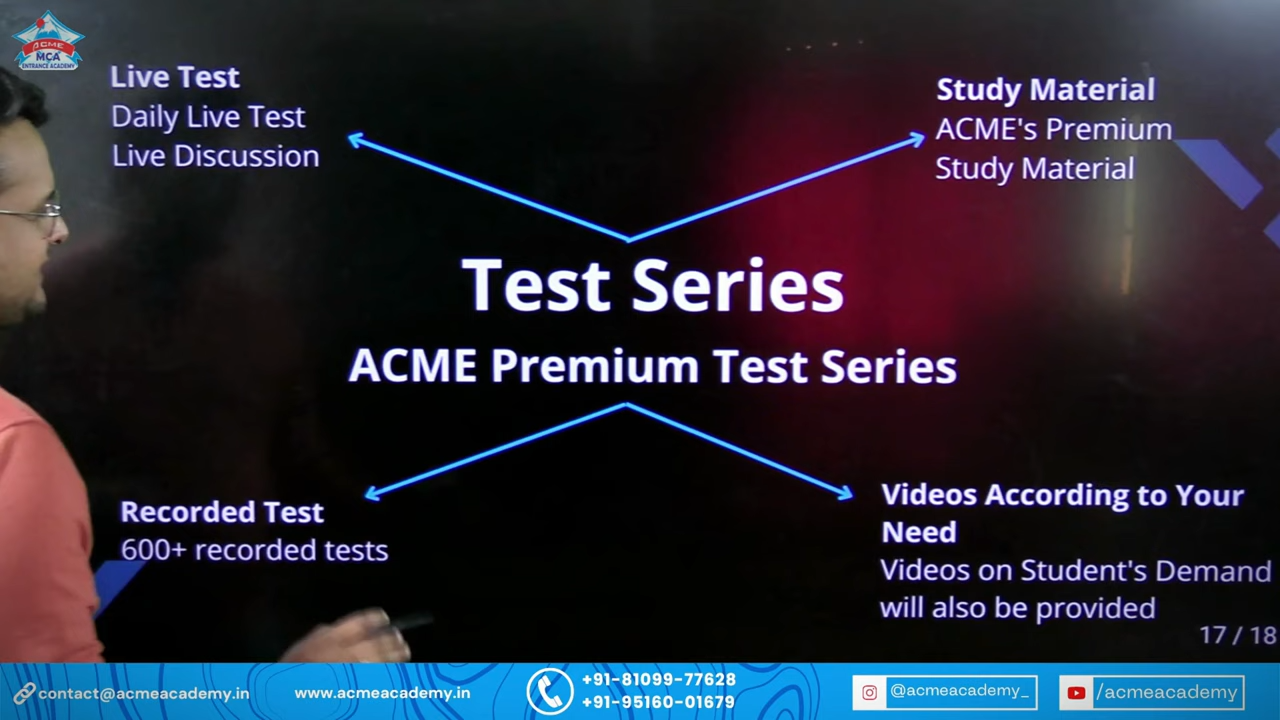 ACME
MCA
ENTRANCE ACADEMY
Live Test
Daily Live Test
Live Discussion
Study Material
ACME's Premium
Study Material
Test Series
ACME Premium Test Series
Recorded Test
600+ recorded tests
Videos According to Your
Need
Videos on Student's Demand
will also be provided
17 / 18
contact@acmeacademy.in
www.acmeacademy.in
+91-81099-77628
+91-95160-01679
@acmeacademy_
/acmeacademy